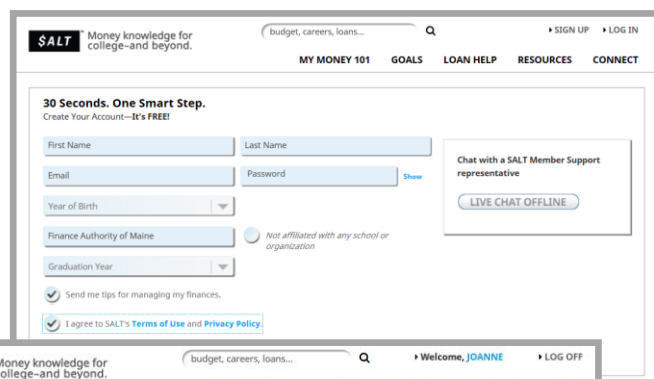 $ALT™ Money knowledge for
college–and beyond.
budget, careers, loans...
SIGN UP LOG IN
MY MONEY 101 GOALS LOAN HELP RESOURCES CONNECT
30 Seconds. One Smart Step.
Create Your Account—It's FREE!
First Name Last Name
Email Password Show
Year of Birth
Finance Authority of Maine Not affiliated with any school or
organization
Graduation Year
Send me tips for managing my finances.
I agree to SALT's Terms of Use and Privacy Policy.
Chat with a SALT Member Support
representative
LIVE CHAT OFFLINE
Money knowledge for
college–and beyond.
budget, careers, loans...
Welcome, JOANNE LOG OFF